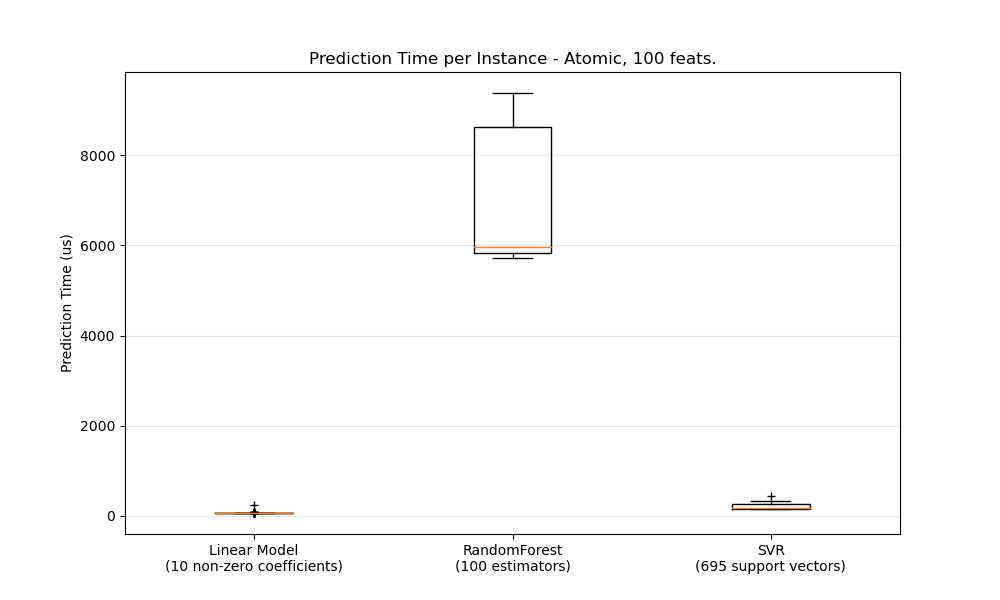 Prediction Time per Instance - Atomic, 100 feats.
Prediction Time (us)
8000
6000
4000
2000
0
Linear Model
(10 non-zero coefficients)
RandomForest
(100 estimators)
SVR
(695 support vectors)